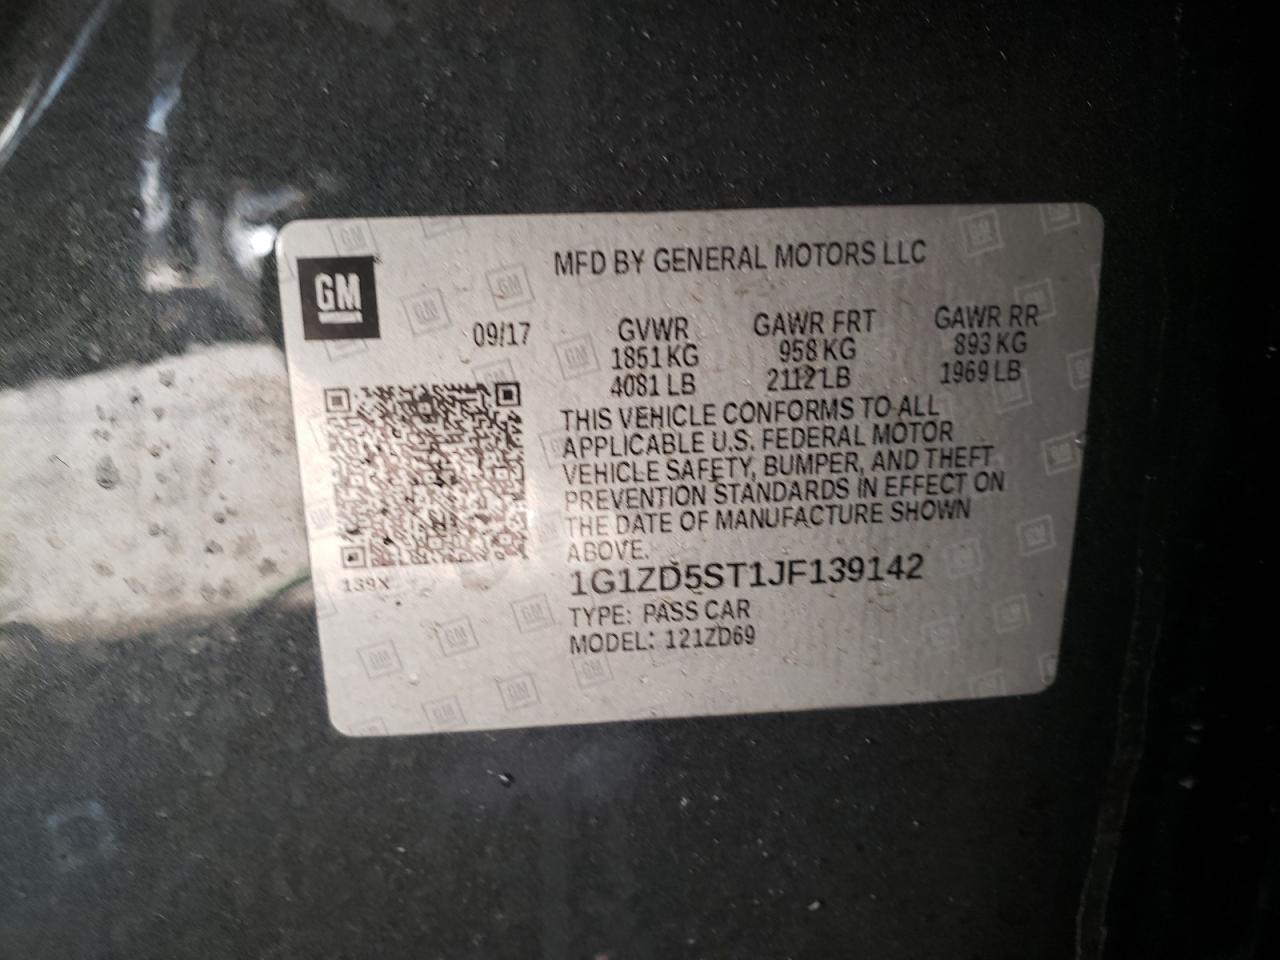 MFD BY GENERAL MOTORS LLC
GM
09/17
GVWR GAWR FRT GAWR RR
1851 KG 958 KG 893 KG
4081 LB 2112 LB 1969 LB
THIS VEHICLE CONFORMS TO ALL
APPLICABLE U.S. FEDERAL MOTOR
VEHICLE SAFETY, BUMPER, AND THEFT
PREVENTION STANDARDS IN EFFECT ON
THE DATE OF MANUFACTURE SHOWN
ABOVE.
139X
1G1ZD5ST1JF139142
TYPE: PASS CAR
MODEL: 121ZD69